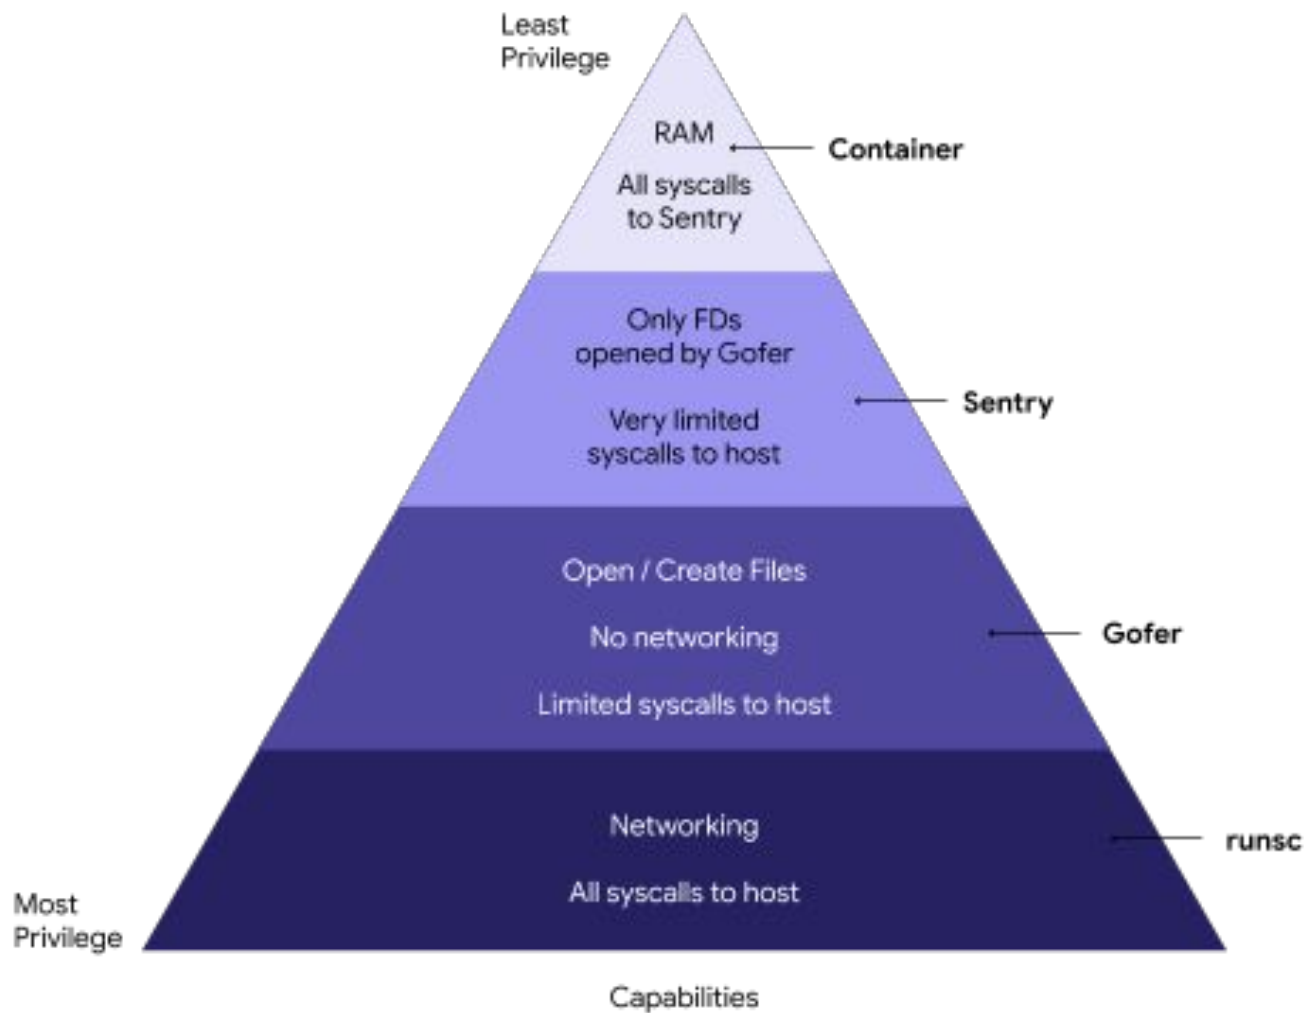 Least
Privilege
RAM
Container
All syscalls
to Sentry
Only FDs
opened by Gofer
Sentry
Very limited
syscalls to host
Open / Create Files
No networking
Gofer
Limited syscalls to host
Networking
runsc
All syscalls to host
Most
Privilege
Capabilities